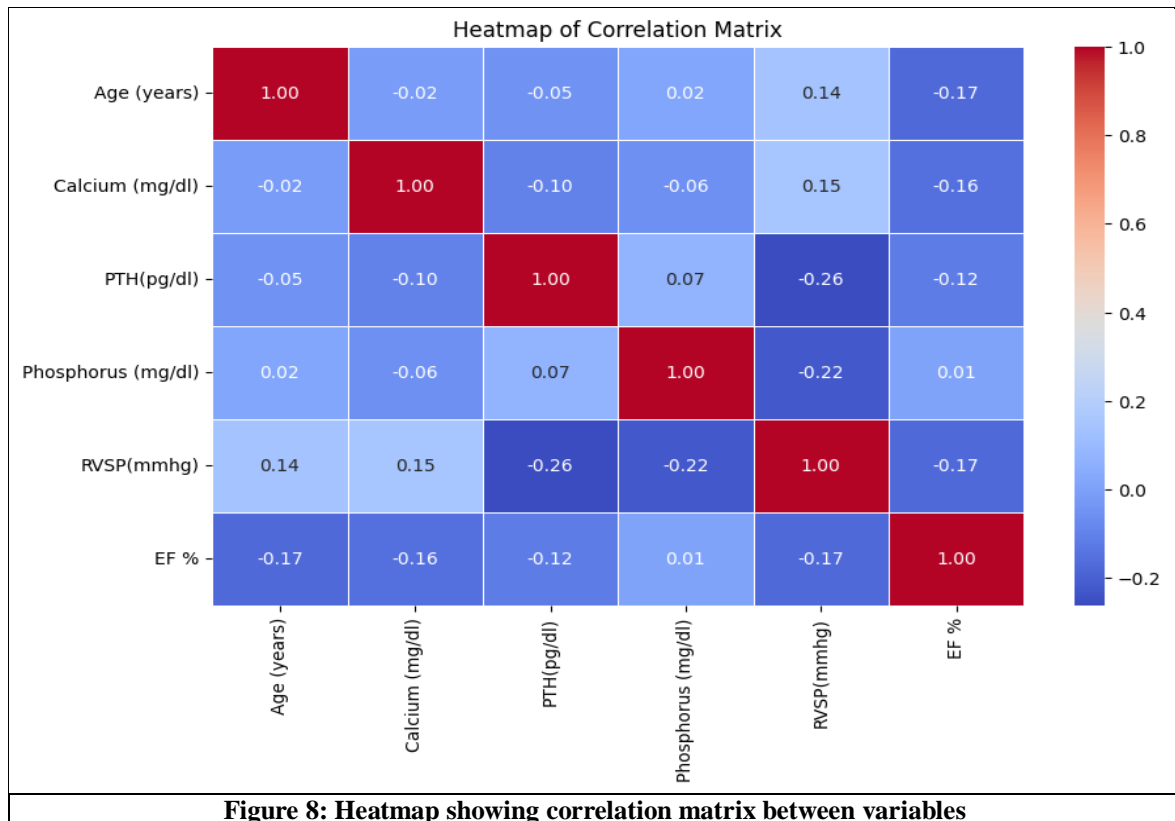 Heatmap of Correlation Matrix
Age (years) 1.00 -0.02 -0.05 0.02 0.14 -0.17
Calcium (mg/dl) -0.02 1.00 -0.10 -0.06 0.15 -0.16
PTH(pg/dl) -0.05 -0.10 1.00 0.07 -0.26 -0.12
Phosphorus (mg/dl) 0.02 -0.06 0.07 1.00 -0.22 0.01
RVSP(mmhg) 0.14 0.15 -0.26 -0.22 1.00 -0.17
EF % -0.17 -0.16 -0.12 0.01 -0.17 1.00
Age (years)
Calcium (mg/dl)
PTH(pg/dl)
Phosphorus (mg/dl)
RVSP(mmhg)
EF %
1.0
0.8
0.6
0.4
0.2
0.0
−0.2
Figure 8: Heatmap showing correlation matrix between variables